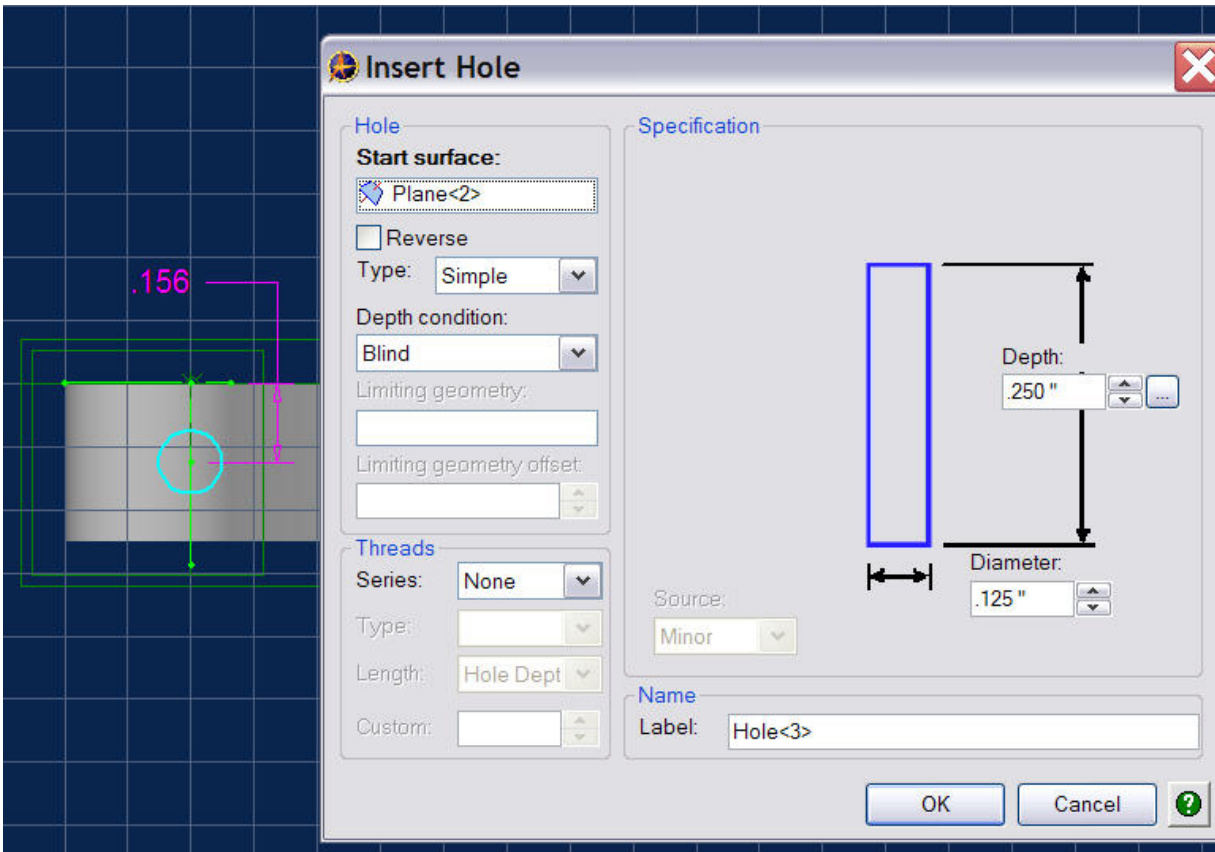 Insert Hole
Hole
Start surface:
Plane<2>
Reverse
Type: Simple
Depth condition:
Blind
Limiting geometry:
Limiting geometry offset:
Threads
Series: None
Type:
Length: Hole Dept
Custom:
Specification
Depth:
.250 "
...
Diameter:
.125 "
Source:
Minor
Name
Label: Hole<3>
OK Cancel ?
.156